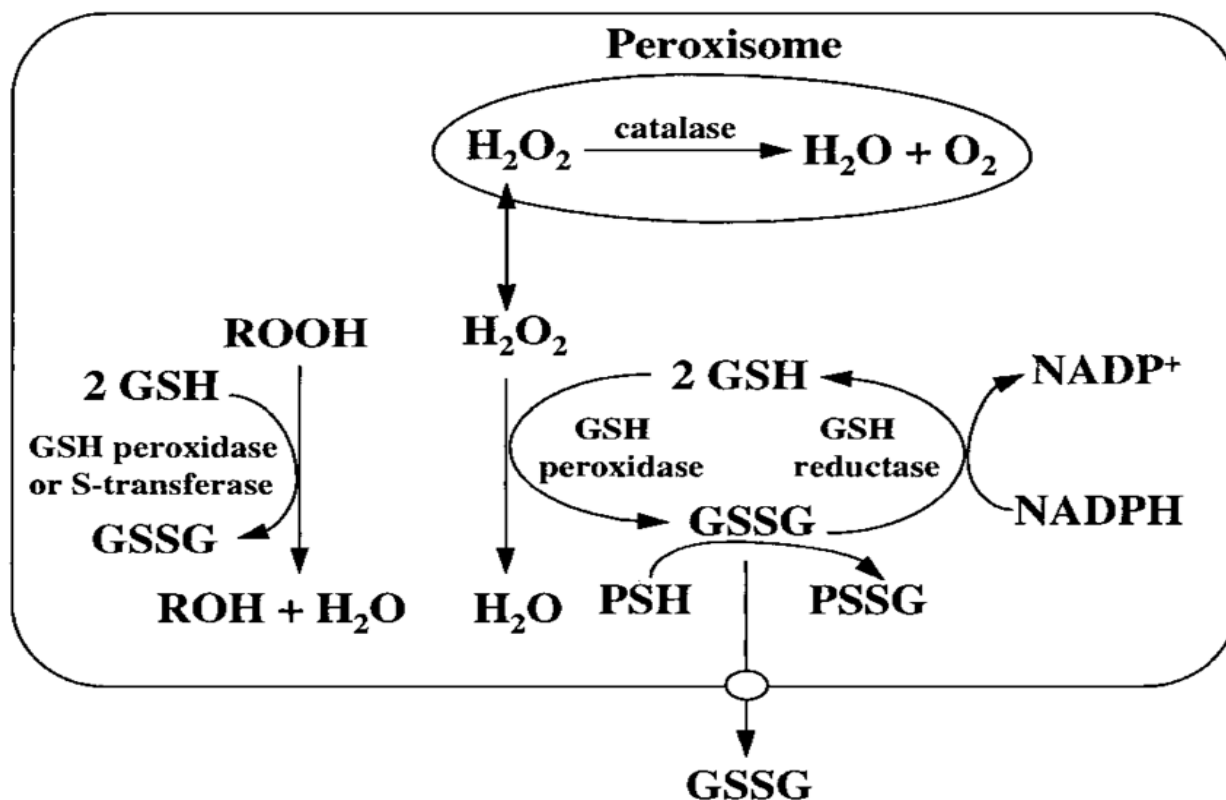 Peroxisome
H₂O₂
catalase
H₂O + O₂
ROOH
H₂O₂
2 GSH
2 GSH
NADP⁺
GSH peroxidase
or S-transferase
GSH
peroxidase
GSH
reductase
GSSG
GSSG
NADPH
ROH + H₂O
H₂O
PSH
PSSG
GSSG